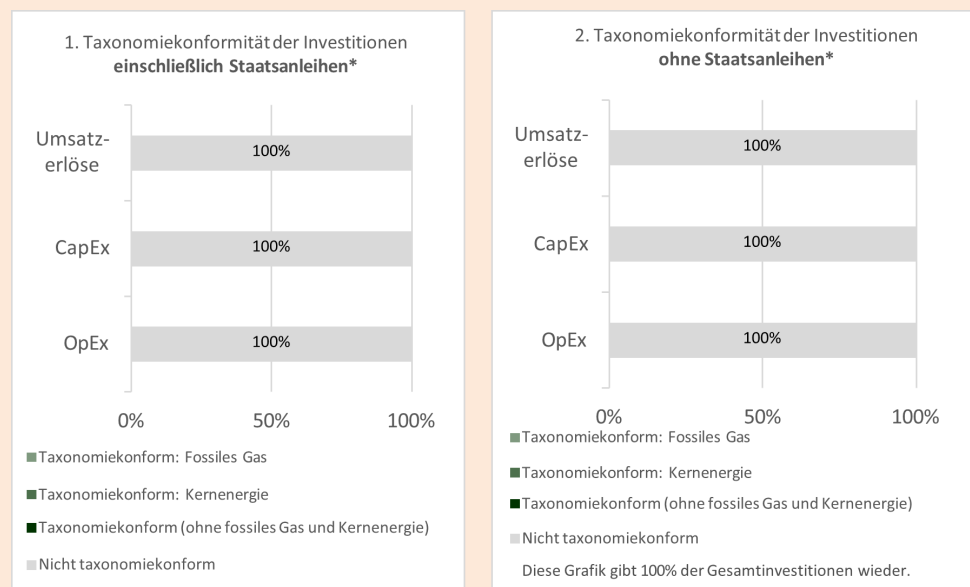 1. Taxonomiekonformität der Investitionen
einschließlich Staatsanleihen*
Umsatz-
erlöse
100%
CapEx
100%
OpEx
100%
0%
50%
100%
Taxonomiekonform: Fossiles Gas
Taxonomiekonform: Kernenergie
Taxonomiekonform (ohne fossiles Gas und Kernenergie)
Nicht taxonomiekonform
2. Taxonomiekonformität der Investitionen
ohne Staatsanleihen*
Umsatz-
erlöse
100%
CapEx
100%
OpEx
100%
0%
50%
100%
Taxonomiekonform: Fossiles Gas
Taxonomiekonform: Kernenergie
Taxonomiekonform (ohne fossiles Gas und Kernenergie)
Nicht taxonomiekonform
Diese Grafik gibt 100% der Gesamtinvestitionen wieder.